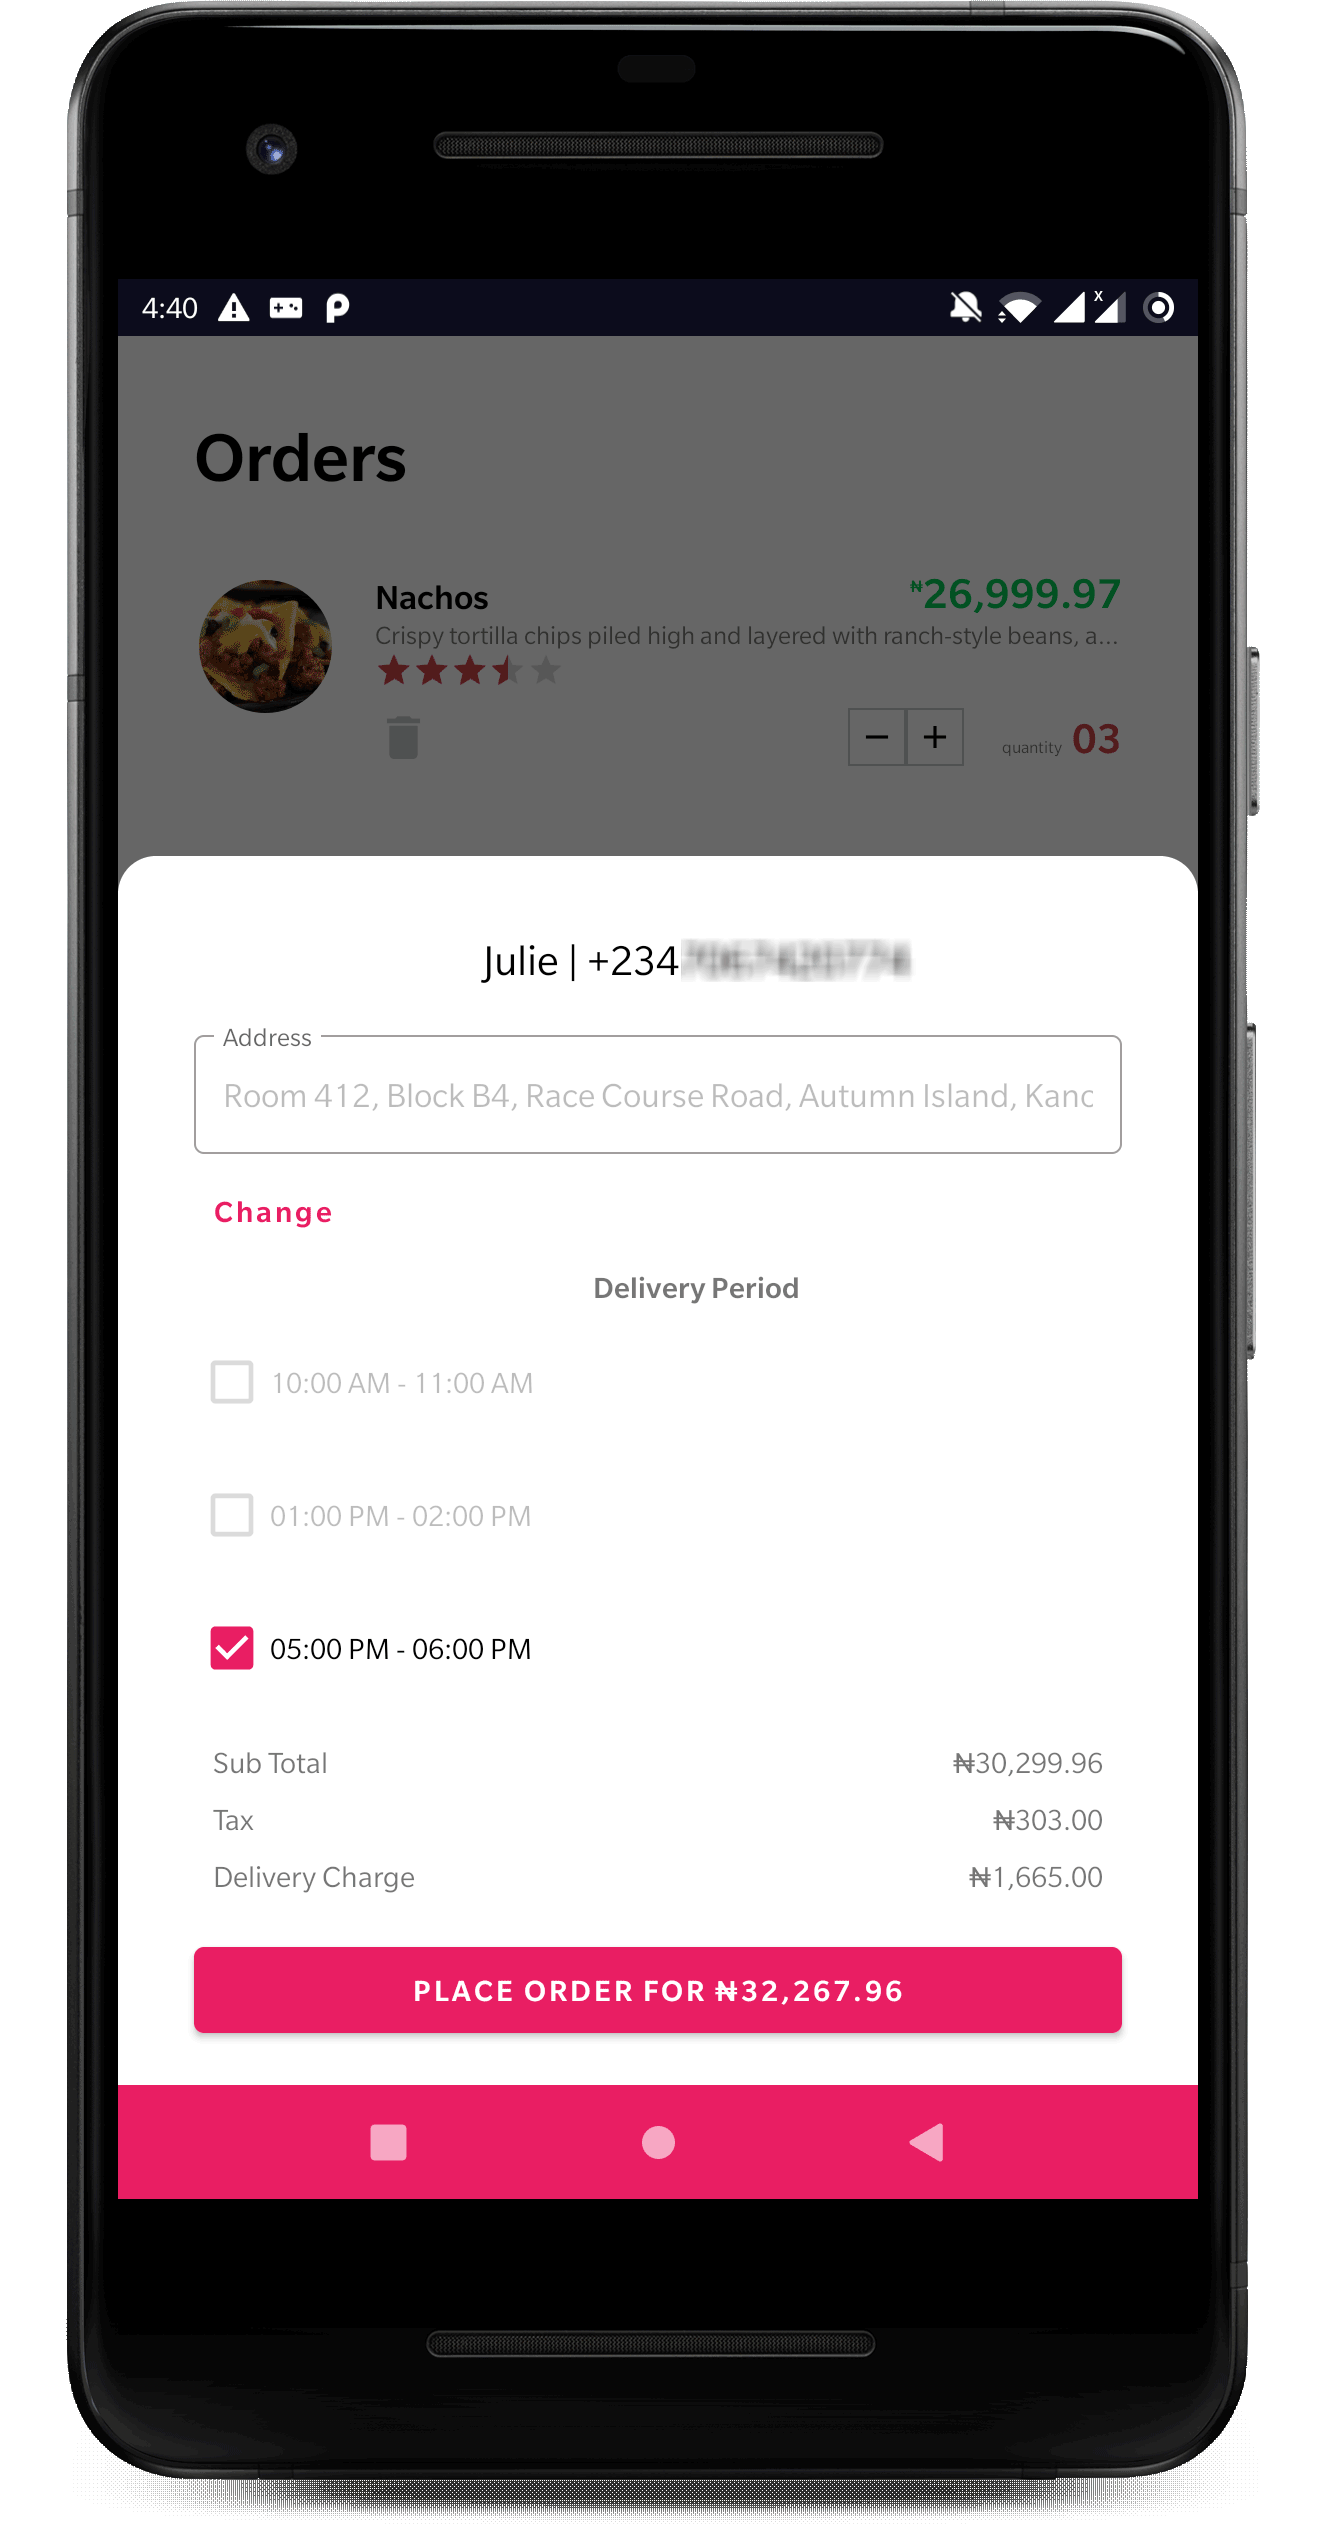 4:40
x
Orders
Nachos
₦26,999.97
Crispy tortilla chips piled high and layered with ranch-style beans, a...
quantity 03
Julie | +234
Address
Room 412, Block B4, Race Course Road, Autumn Island, Kano
Change
Delivery Period
10:00 AM - 11:00 AM
01:00 PM - 02:00 PM
05:00 PM - 06:00 PM
Sub Total ₦30,299.96
Tax ₦303.00
Delivery Charge ₦1,665.00
PLACE ORDER FOR ₦32,267.96